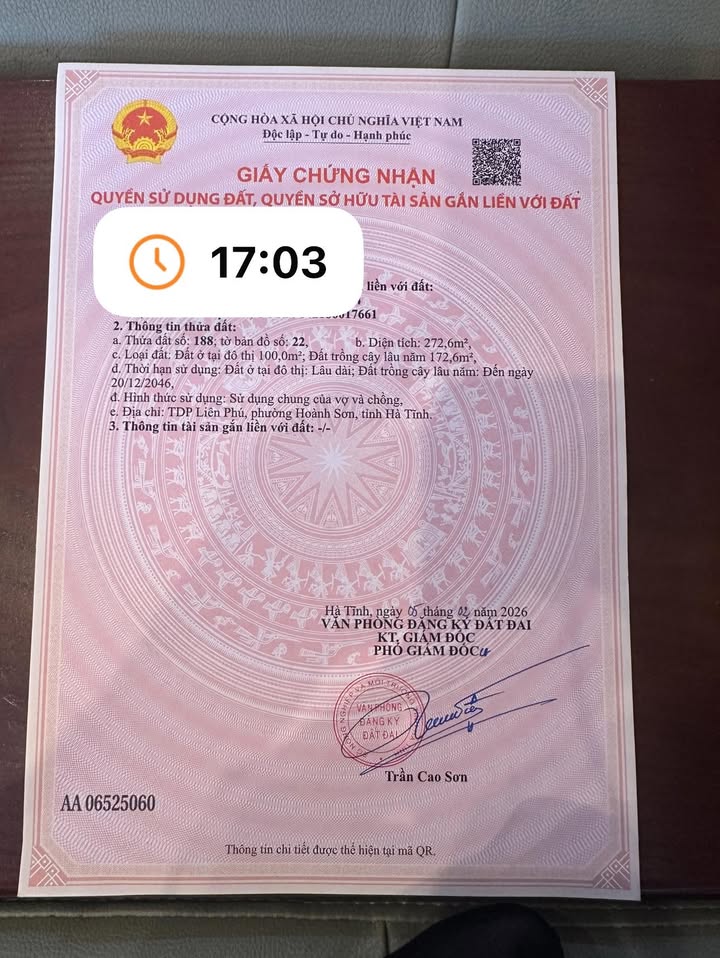 CỘNG HÒA XÃ HỘI CHỦ NGHĨA VIỆT NAM
Độc lập - Tự do - Hạnh phúc
GIẤY CHỨNG NHẬN
QUYỀN SỬ DỤNG ĐẤT, QUYỀN SỞ HỮU TÀI SẢN GẮN LIỀN VỚI ĐẤT
17:03
liền với đất:
017661
2. Thông tin thửa đất:
a. Thửa đất số: 188; tờ bản đồ số: 22, b. Diện tích: 272,6m²,
c. Loại đất: Đất ở tại đô thị 100,0m²; Đất trồng cây lâu năm 172,6m²,
d. Thời hạn sử dụng: Đất ở tại đô thị: Lâu dài; Đất trồng cây lâu năm: Đến ngày
20/12/2046,
đ. Hình thức sử dụng: Sử dụng chung của vợ và chồng,
e. Địa chỉ: TDP Liên Phú, phường Hoành Sơn, tỉnh Hà Tĩnh.
3. Thông tin tài sản gắn liền với đất: -/-
Hà Tĩnh, ngày 05 tháng 02 năm 2026
VĂN PHÒNG ĐĂNG KÝ ĐẤT ĐAI
KT. GIÁM ĐỐC
PHÓ GIÁM ĐỐC
VĂN PHÒNG
ĐĂNG KÝ
ĐẤT ĐAI
Trần Cao Sơn
AA 06525060
Thông tin chi tiết được thể hiện tại mã QR.